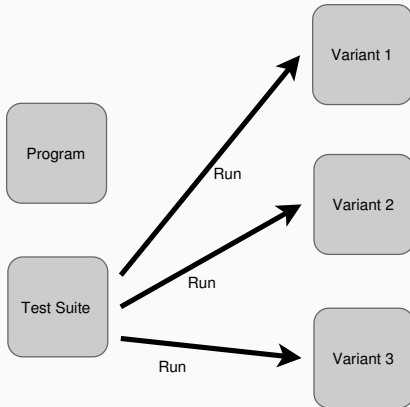 Variant 1
Program
Run
Variant 2
Run
Test Suite
Variant 3
Run